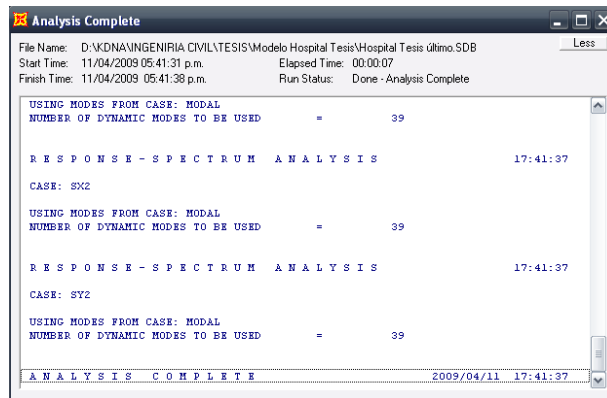 Analysis Complete
File Name: D:\KDNA\INGENIRIA CIVIL\TESIS\Modelo Hospital Tesis\Hospital Tesis último.SDB
Less
Start Time: 11/04/2009 05:41:31 p.m. Elapsed Time: 00:00:07
Finish Time: 11/04/2009 05:41:38 p.m. Run Status: Done - Analysis Complete
USING MODES FROM CASE: MODAL
NUMBER OF DYNAMIC MODES TO BE USED = 39
R E S P O N S E - S P E C T R U M A N A L Y S I S 17:41:37
CASE: SX2
USING MODES FROM CASE: MODAL
NUMBER OF DYNAMIC MODES TO BE USED = 39
R E S P O N S E - S P E C T R U M A N A L Y S I S 17:41:37
CASE: SY2
USING MODES FROM CASE: MODAL
NUMBER OF DYNAMIC MODES TO BE USED = 39
A N A L Y S I S C O M P L E T E 2009/04/11 17:41:37